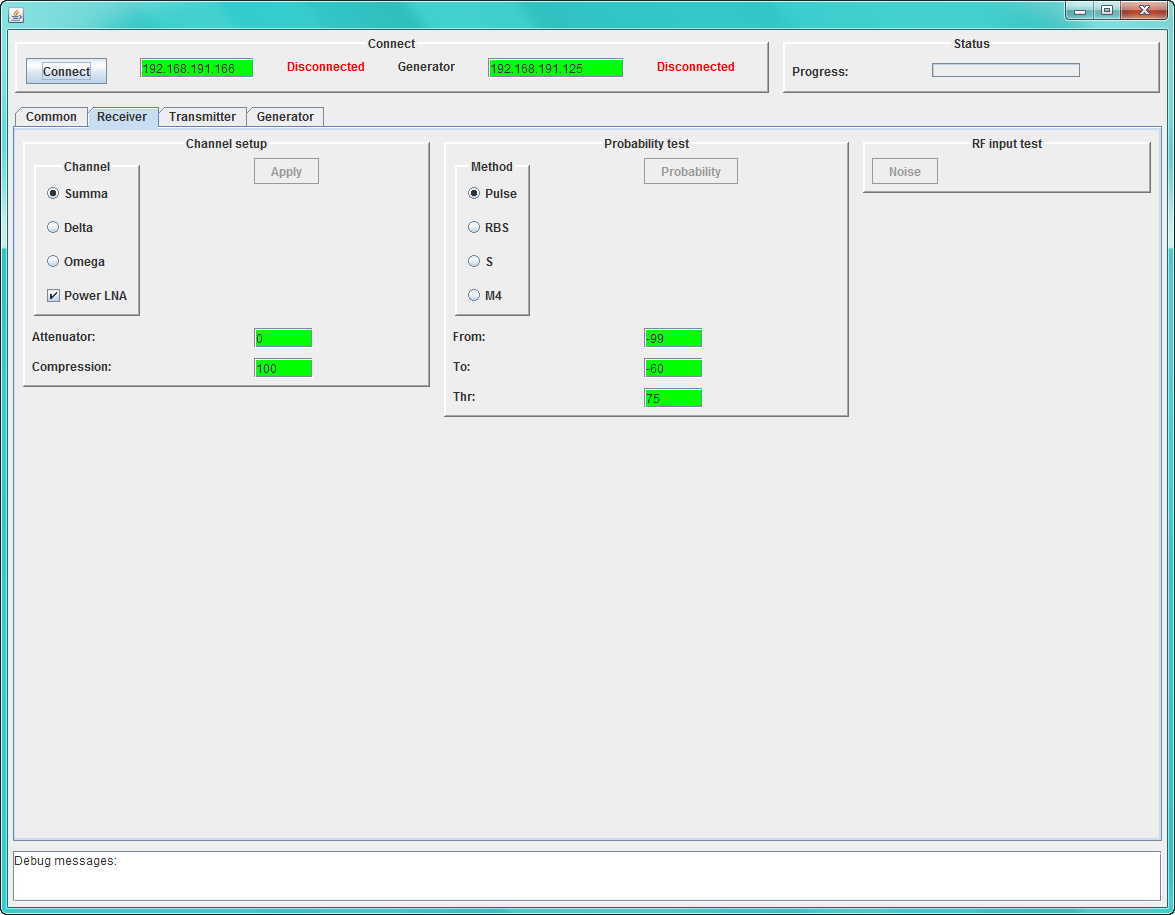 Connect
Status
Connect 192.168.191.166 Disconnected Generator 192.168.191.125 Disconnected
Progress:
Common Receiver Transmitter Generator
Channel setup
Channel
Apply
Summa
Delta
Omega
Power LNA
Attenuator: 0
Compression: 100
Probability test
Method
Probability
Pulse
RBS
S
M4
From: -99
To: -60
Thr: 75
RF input test
Noise
Debug messages: